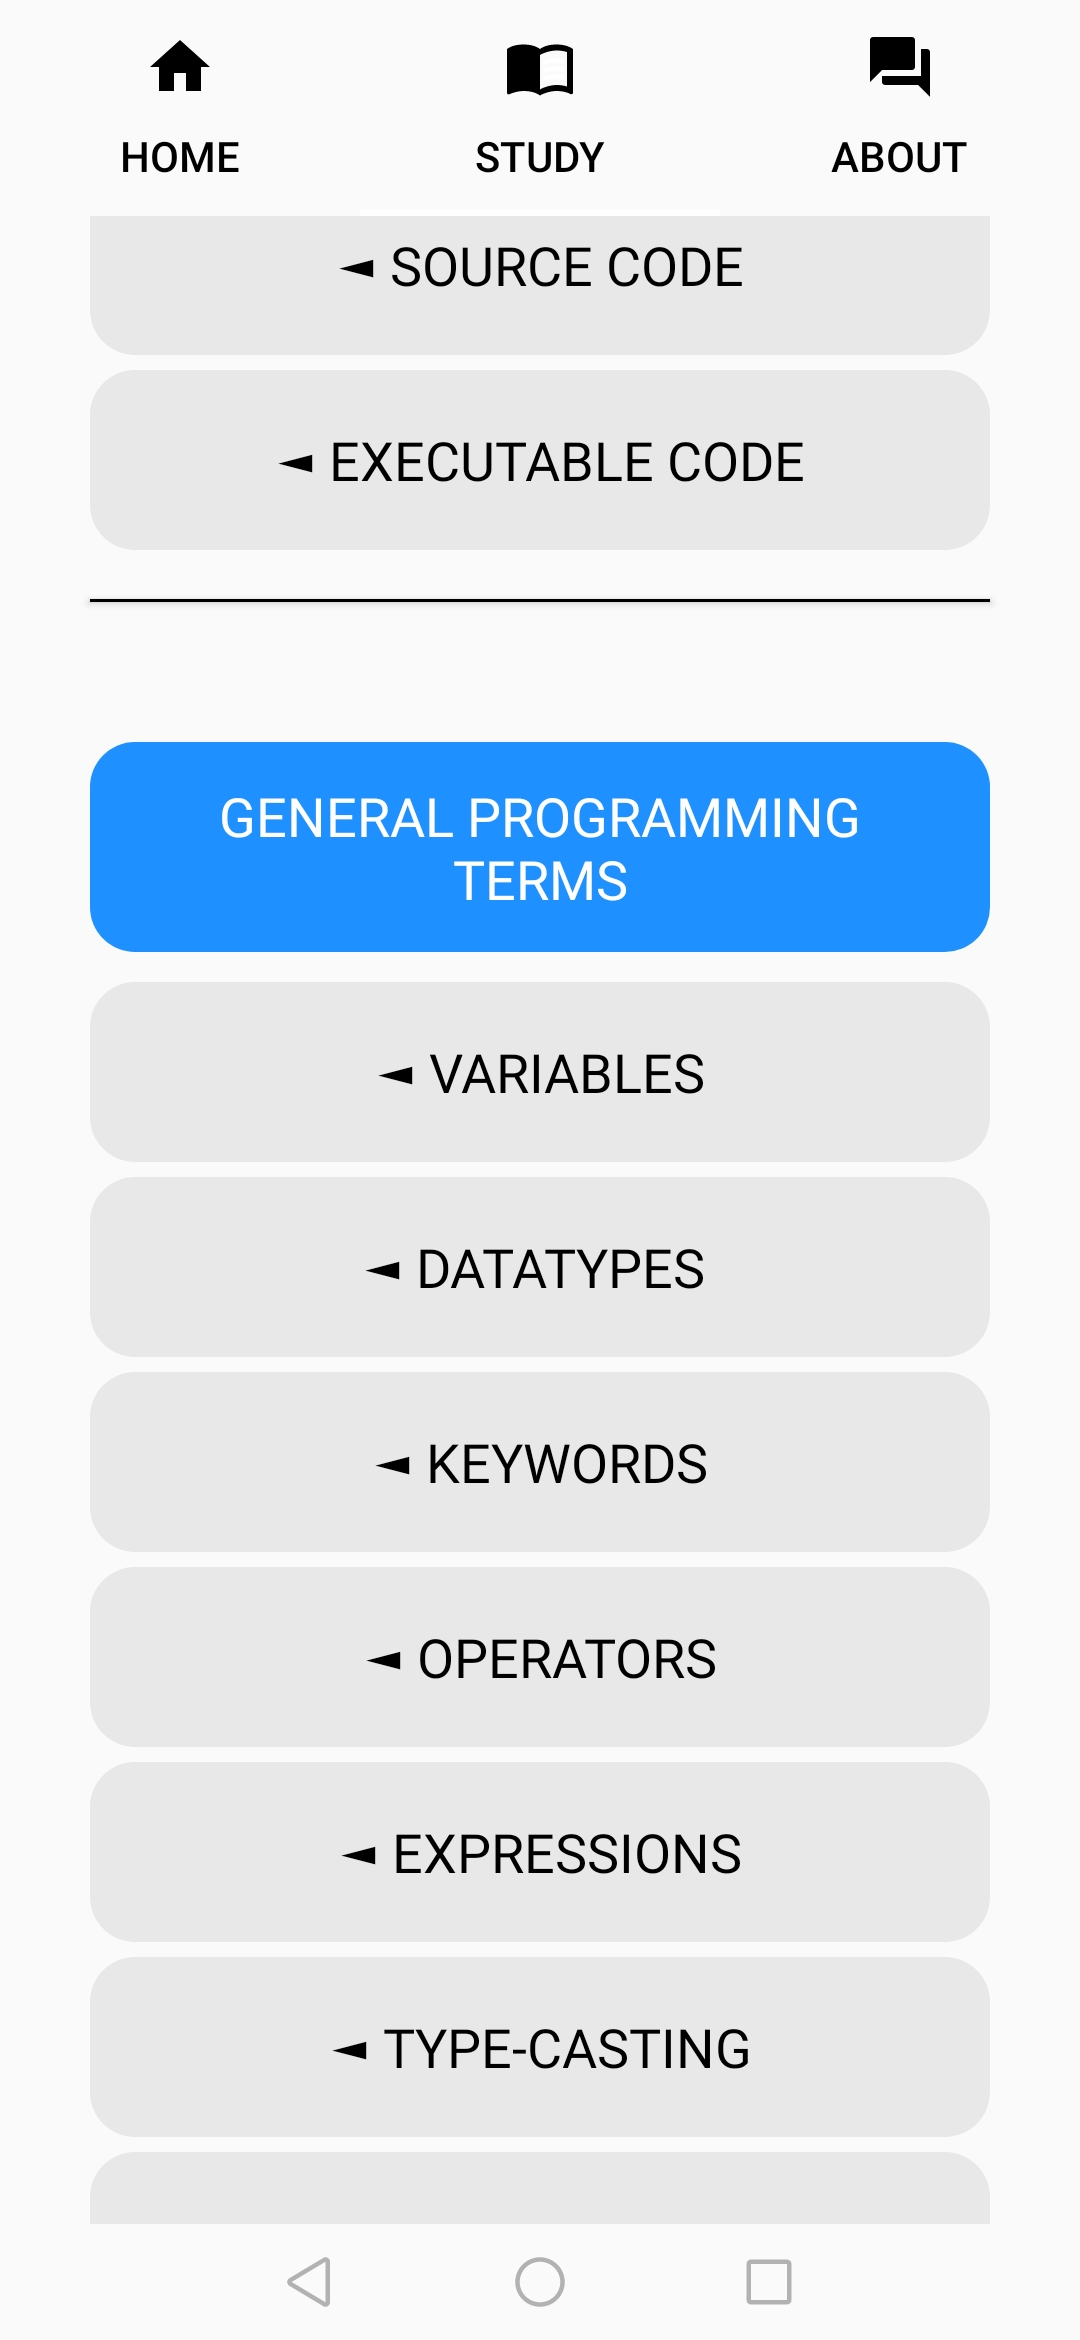 HOME
STUDY
ABOUT
◄ SOURCE CODE
◄ EXECUTABLE CODE
GENERAL PROGRAMMING
TERMS
◄ VARIABLES
◄ DATATYPES
◄ KEYWORDS
◄ OPERATORS
◄ EXPRESSIONS
◄ TYPE-CASTING